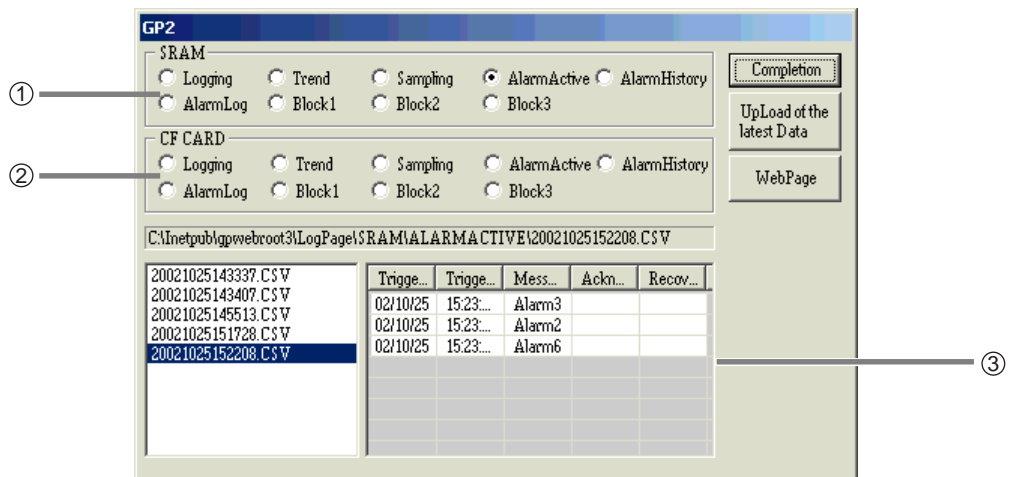 GP2
SRAM
Logging Trend Sampling AlarmActive AlarmHistory
AlarmLog Block1 Block2 Block3
Completion
UpLoad of the
latest Data
WebPage
①
CF CARD
Logging Trend Sampling AlarmActive AlarmHistory
AlarmLog Block1 Block2 Block3
②
C:\Inetpub\gpwebroot3\LogPage\SRAM\ALARMACTIVE\20021025152208.CSV
20021025143337.CSV
20021025143407.CSV
20021025145513.CSV
20021025151728.CSV
20021025152208.CSV
Trigge... Trigge... Mess... Ackn... Recov...
02/10/25 15:23:... Alarm3
02/10/25 15:23:... Alarm2
02/10/25 15:23:... Alarm6
③